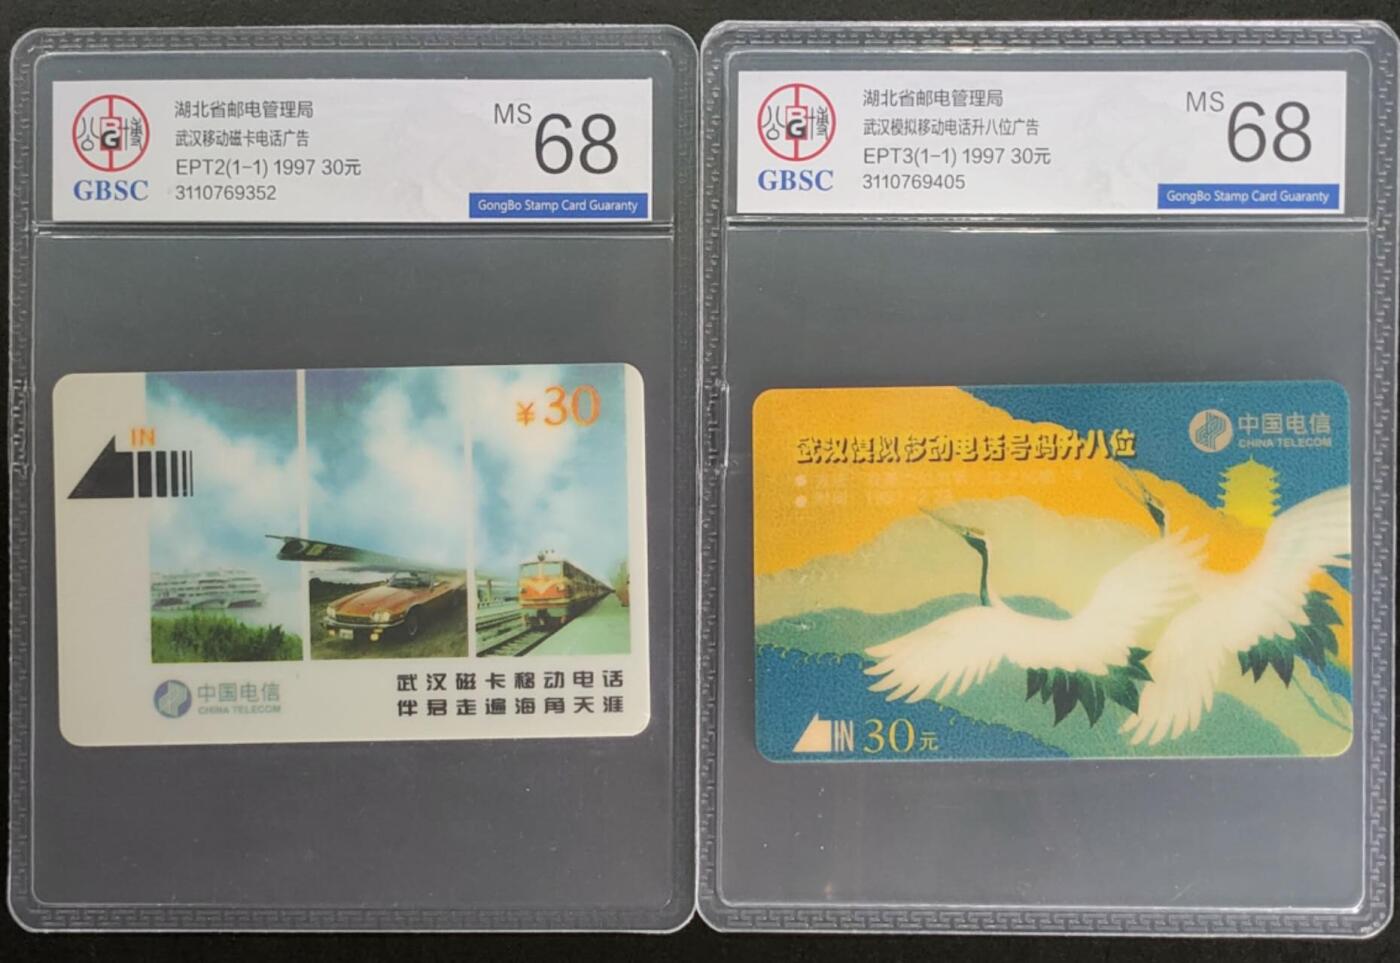 湖北省邮电管理局
武汉移动磁卡电话广告
EPT2(1-1) 1997 30元
3110769352
GBSC
MS 68
GongBo Stamp Card Guaranty
¥30
IN
中国电信
CHINA TELECOM
武汉磁卡移动电话
伴君走遍海角天涯
湖北省邮电管理局
武汉模拟移动电话升八位广告
EPT3(1-1) 1997 30元
3110769405
公博
BG
GBSC
MS 68
GongBo Stamp Card Guaranty
中国电信
CHINA TELECOM
武汉模拟移动电话号码升八位
IN 30元